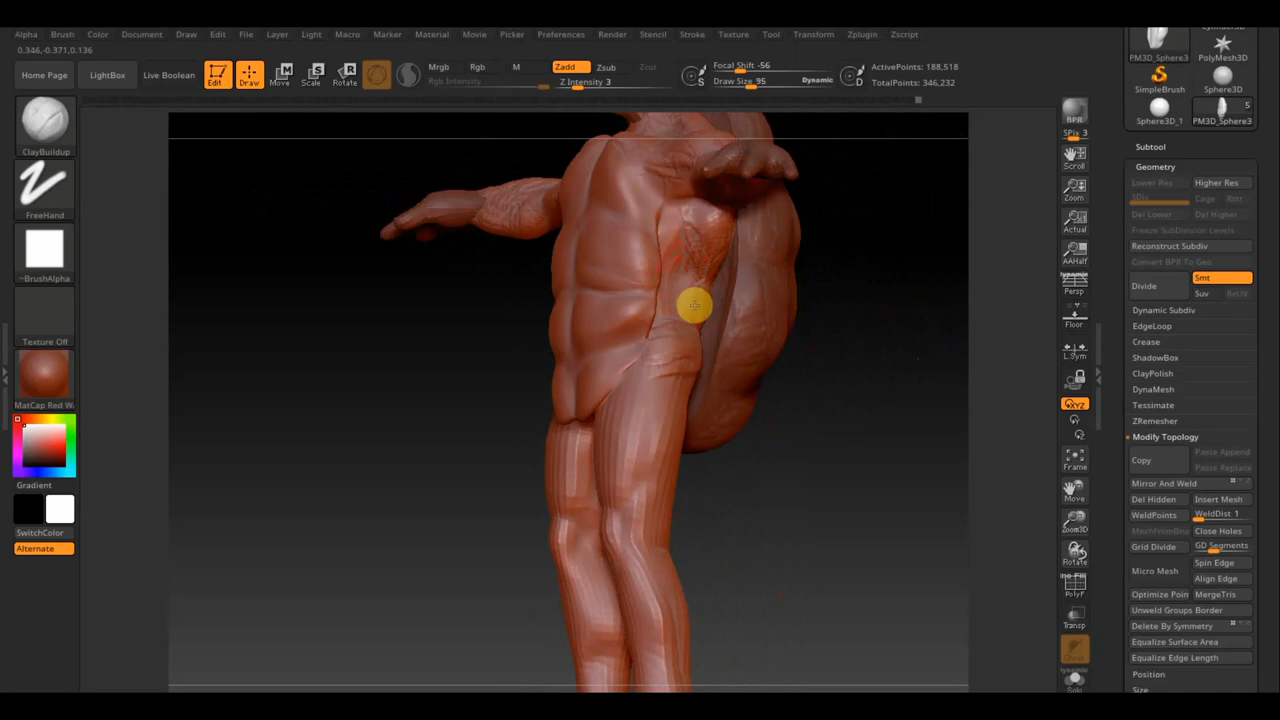 Alpha Brush Color Document Draw Edit File Layer Light Macro Marker Material Movie Picker Preferences Render Stencil Stroke Texture Tool Transform Zplugin Zscript
0.346,-0.371,0.136
Home Page LightBox Live Boolean Edit Draw Move Scale Rotate
Mrgb Rgb M Zadd Zsub Zcut
Rgb Intensity Z Intensity 3
Focal Shift -56
Draw Size 95 Dynamic
ActivePoints: 188,518
TotalPoints: 346,232
ClayBuildup
FreeHand
~BrushAlpha
Texture Off
MatCap Red W
Gradient
SwitchColor
Alternate
BPR
SPix 3
Scroll
Zoom
Actual
AAHalf
dynamic
Persp
Floor
L.Sym
XYZ
Frame
Move
Zoom3D
Rotate
PolyF
Transp
Solo
PM3D_Sphere3 PolyMesh3D
SimpleBrush Sphere3D
5
Sphere3D_1 PM3D_Sphere3
Subtool
Geometry
Lower Res Higher Res
SDiv Cage Rstr
Del Lower Del Higher
Freeze SubDivision Levels
Reconstruct Subdiv
Convert BPR To Geo
Divide Smt
Suv ReUV
Dynamic Subdiv
EdgeLoop
Crease
ShadowBox
ClayPolish
DynaMesh
Tessimate
ZRemesher
Modify Topology
Copy Paste Append
Paste Replace
Mirror And Weld
Del Hidden Insert Mesh
WeldPoints WeldDist 1
MeshFromBru Close Holes
Grid Divide GD Segments
Micro Mesh Spin Edge
Align Edge
Optimize Poin MergeTris
Unweld Groups Border
Delete By Symmetry
Equalize Surface Area
Equalize Edge Length
Position
Size